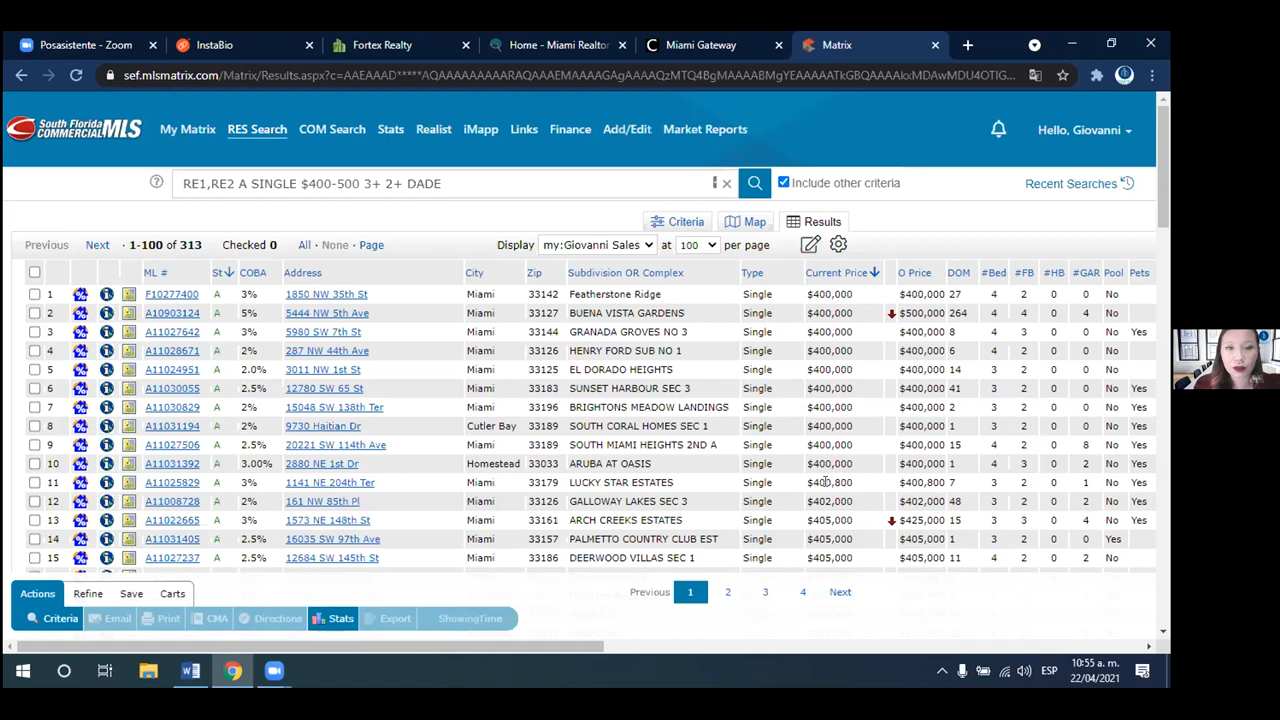 Posasistente - Zoom InstaBio Fortex Realty Home - Miami Realtor Miami Gateway Matrix
sef.mlsmatrix.com/Matrix/Results.aspx?c=AAEAAAD*****AQAAAAAAAAARAQAAAEMAAAAGAgAAAAQzMTQ4BgMAAAABMgYEAAAAATkGBQAAAAkxMDAwMDU4OTIG...
South Florida
COMMERCIALMLS
My Matrix RES Search COM Search Stats Realist iMapp Links Finance Add/Edit Market Reports Hello, Giovanni
RE1,RE2 A SINGLE $400-500 3+ 2+ DADE Include other criteria Recent Searches
Criteria Map Results
Previous Next · 1-100 of 313 Checked 0 All · None · Page Display my:Giovanni Sales at 100 per page
ML # St COBA Address City Zip Subdivision OR Complex Type Current Price O Price DOM #Bed #FB #HB #GAR Pool Pets
1 F10277400 A 3% 1850 NW 35th St Miami 33142 Featherstone Ridge Single $400,000 $400,000 27 4 2 0 0 No
2 A10903124 A 5% 5444 NW 5th Ave Miami 33127 BUENA VISTA GARDENS Single $400,000 $500,000 264 4 4 0 4 No
3 A11027642 A 3% 5980 SW 7th St Miami 33144 GRANADA GROVES NO 3 Single $400,000 $400,000 8 3 2 0 0 No Yes
4 A11028671 A 2% 287 NW 44th Ave Miami 33126 HENRY FORD SUB NO 1 Single $400,000 $400,000 6 4 2 0 0 No
5 A11024951 A 2.0% 3011 NW 1st St Miami 33125 EL DORADO HEIGHTS Single $400,000 $400,000 14 3 2 0 0 No
6 A11030055 A 2.5% 12780 SW 65 St Miami 33183 SUNSET HARBOUR SEC 3 Single $400,000 $400,000 41 3 2 0 0 No Yes
7 A11030829 A 2% 15048 SW 138th Ter Miami 33196 BRIGHTONS MEADOW LANDINGS Single $400,000 $400,000 2 3 2 0 0 No Yes
8 A11031194 A 2% 9730 Haitian Dr Cutler Bay 33189 SOUTH CORAL HOMES SEC 1 Single $400,000 $400,000 1 3 2 0 0 No Yes
9 A11027506 A 2.5% 20221 SW 114th Ave Miami 33189 SOUTH MIAMI HEIGHTS 2ND A Single $400,000 $400,000 15 4 2 0 8 No Yes
10 A11031392 A 3.00% 2880 NE 1st Dr Homestead 33033 ARUBA AT OASIS Single $400,000 $400,000 1 4 3 0 2 No Yes
11 A11025829 A 3% 1141 NE 204th Ter Miami 33179 LUCKY STAR ESTATES Single $400,800 $400,800 7 3 2 0 1 No Yes
12 A11008728 A 2% 161 NW 85th Pl Miami 33126 GALLOWAY LAKES SEC 3 Single $402,000 $402,000 48 3 2 0 0 No Yes
13 A11022665 A 3% 1573 NE 148th St Miami 33161 ARCH CREEKS ESTATES Single $405,000 $425,000 15 3 3 0 4 No Yes
14 A11031405 A 2.5% 16035 SW 97th Ave Miami 33157 PALMETTO COUNTRY CLUB EST Single $405,000 $405,000 1 3 2 0 0 Yes
15 A11027237 A 2.5% 12684 SW 145th St Miami 33186 DEERWOOD VILLAS SEC 1 Single $405,000 $405,000 11 4 2 0 2 No
Actions Refine Save Carts Previous 1 2 3 4 Next
Criteria Email Print CMA Directions Stats Export ShowingTime
ESP 10:55 a. m.
22/04/2021